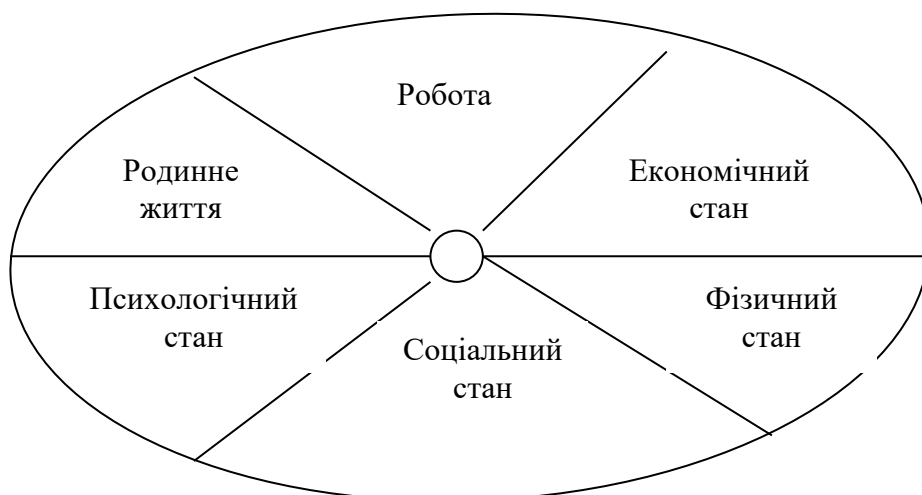 Робота
Родинне
життя
Економічний
стан
Психологічний
стан
Фізичний
стан
Соціальний
стан